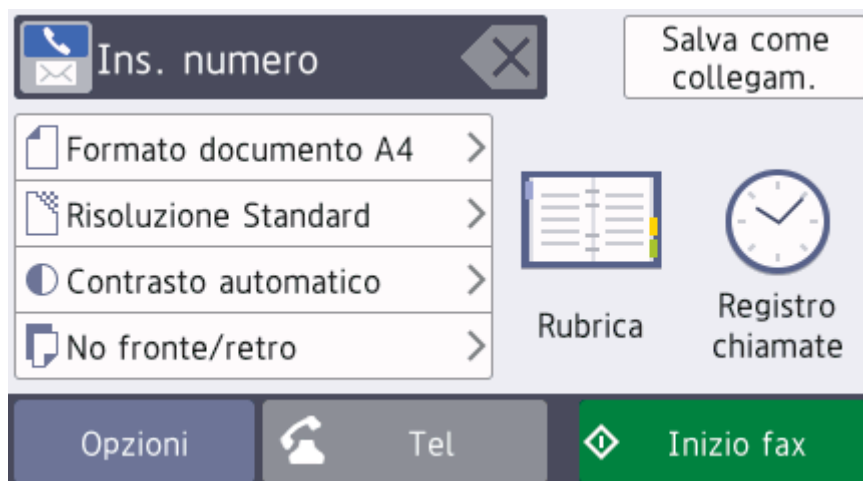 Ins. numero
Salva come
collegam.
Formato documento A4
Risoluzione Standard
Contrasto automatico
No fronte/retro
Rubrica
Registro
chiamate
Opzioni
Tel
Inizio fax